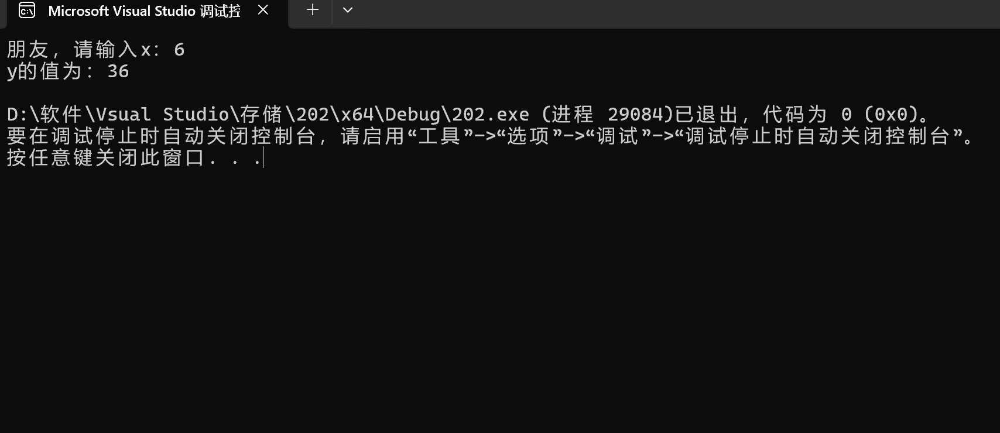 Microsoft Visual Studio 调试控
朋友，请输入x：6
y的值为：36
D:\软件\Vsual Studio\存储\202\x64\Debug\202.exe (进程 29084)已退出，代码为 0 (0x0)。
要在调试停止时自动关闭控制台，请启用“工具”->“选项”->“调试”->“调试停止时自动关闭控制台”。
按任意键关闭此窗口. . .